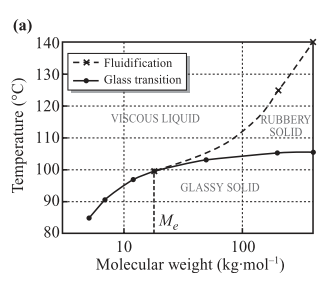 (a)
140
130
120
110
100
90
80
Temperature (°C)
Fluidification
Glass transition
VISCOUS LIQUID
RUBBERY
SOLID
GLASSY SOLID
Me
10
100
Molecular weight (kg·mol⁻¹)